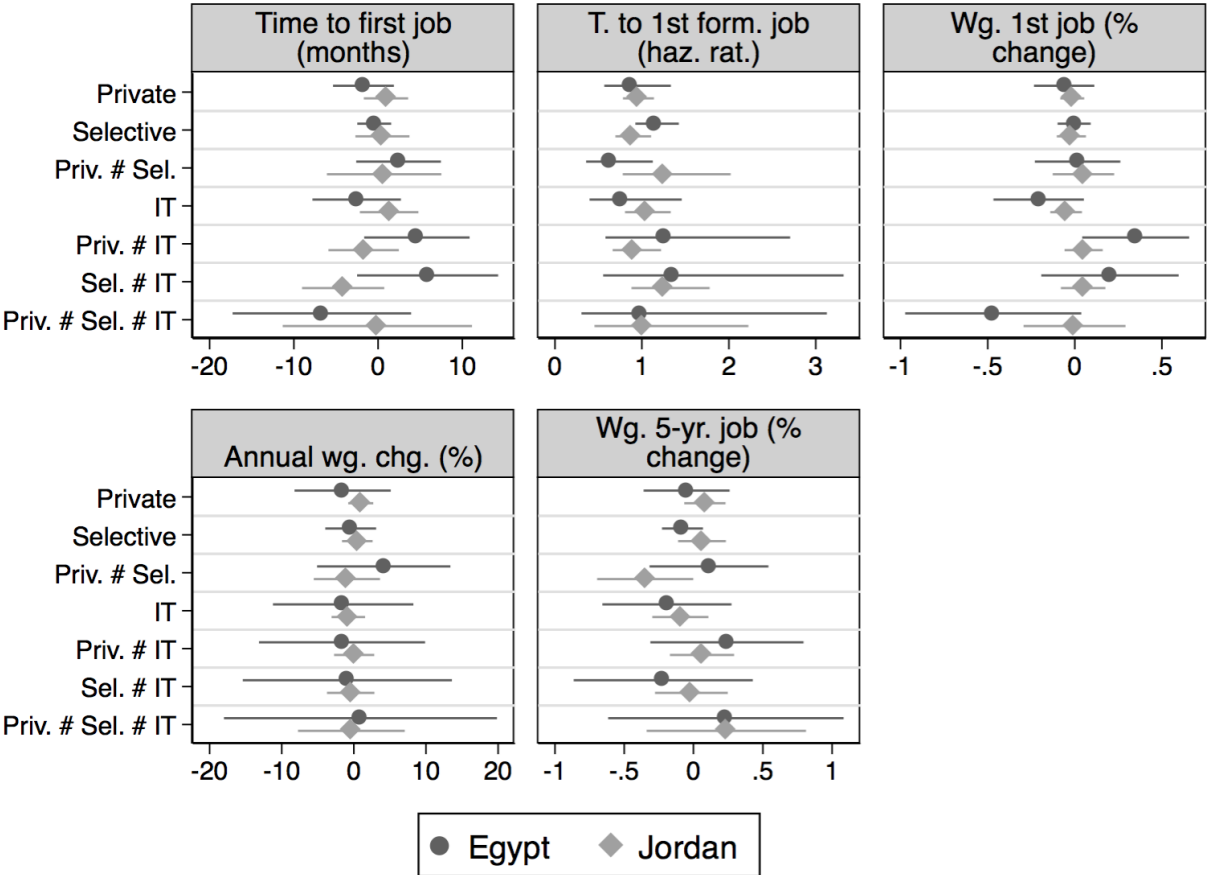 Time to first job
(months)
T. to 1st form. job
(haz. rat.)
Wg. 1st job (%
change)
Private
Selective
Priv. # Sel.
IT
Priv. # IT
Sel. # IT
Priv. # Sel. # IT
-20 -10 0 10
0 1 2 3
-1 -.5 0 .5
Annual wg. chg. (%)
Wg. 5-yr. job (%
change)
Private
Selective
Priv. # Sel.
IT
Priv. # IT
Sel. # IT
Priv. # Sel. # IT
-20 -10 0 10 20
-1 -.5 0 .5 1
Egypt Jordan